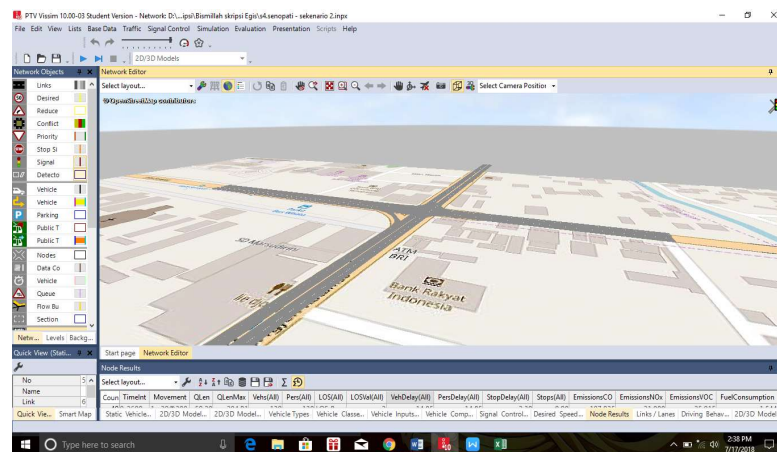 PTV Vissim 10.00-03 Student Version - Network: D:\...ipsi\Bismillah skripsi Egis\s4.senopati - sekenario 2.inpx
File Edit View Lists Base Data Traffic Signal Control Simulation Evaluation Presentation Scripts Help
2D/3D Models
Network Objects
Network Editor
Select layout...
Select Camera Position
Links
Desired
Reduce
Conflict
Priority
Stop Si
Signal
Detecto
Vehicle
Vehicle
Parking
Public T
Public T
Nodes
Data Co
Vehicle
Queue
Flow Bu
Section
© OpenStreetMap contributors
ATM
BRI
Bank Rakyat
Indonesia
Netw... Levels Backg...
Quick View (Stati...
Start page Network Editor
Node Results
Select layout...
No 5
Name
Link 6
Coun TimeInt Movement QLen QLenMax Vehs(All) Pers(All) LOS(All) LOSVal(All) VehDelay(All) PersDelay(All) StopDelay(All) Stops(All) EmissionsCO EmissionsNOx EmissionsVOC FuelConsumption
Quick Vie... Smart Map
Static Vehicle... 2D/3D Model... 2D/3D Mode... Vehicle Types Vehicle Classe... Vehicle Inputs... Vehicle Comp... Signal Control... Desired Speed... Node Results Links / Lanes Driving Behav... 2D/3D Model
Type here to search
2:38 PM
7/17/2018